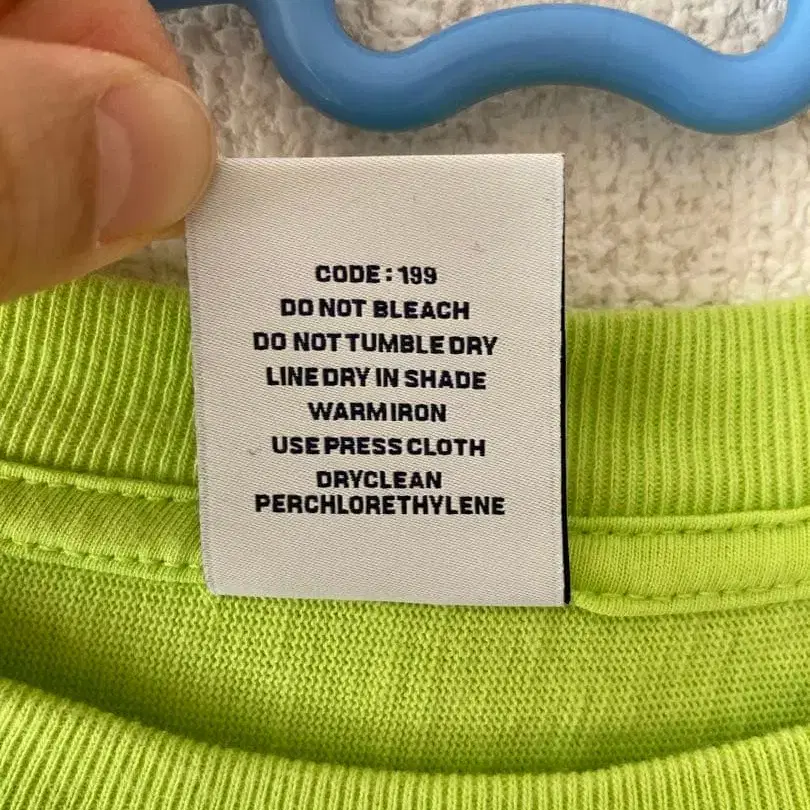 CODE : 199
DO NOT BLEACH
DO NOT TUMBLE DRY
LINE DRY IN SHADE
WARM IRON
USE PRESS CLOTH
DRYCLEAN
PERCHLORETHYLENE